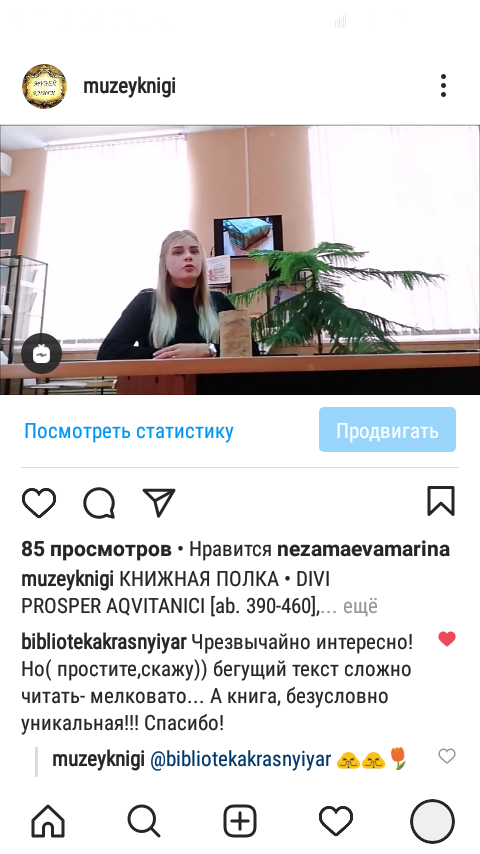 muzeyknigi
Посмотреть статистику
Продвигать
85 просмотров • Нравится nezamaevamarina
muzeyknigi КНИЖНАЯ ПОЛКА • DIVI
PROSPER AQVITANICI [ab. 390-460],... ещё
bibliotekakrasnyiyar Чрезвычайно интересно!
Но( простите,скажу)) бегущий текст сложно
читать- мелковато... А книга, безусловно
уникальная!!! Спасибо!
muzeyknigi @bibliotekakrasnyiyar 🙏🙏🌷